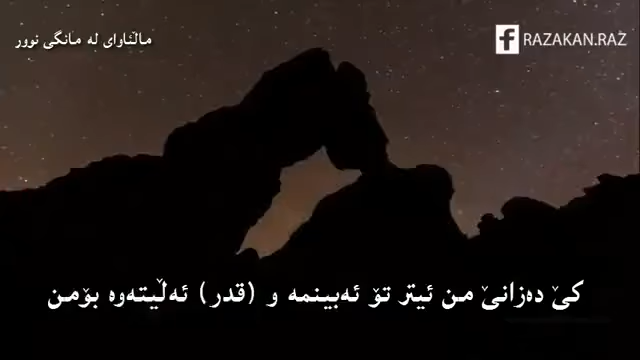 ماڵئاوای لە مانگی نوور
RAZAKAN.RAZ
کێ دەزانێ من ئیتر تۆ ئەبینمە و (قدر) ئەڵێتەوە بۆمن